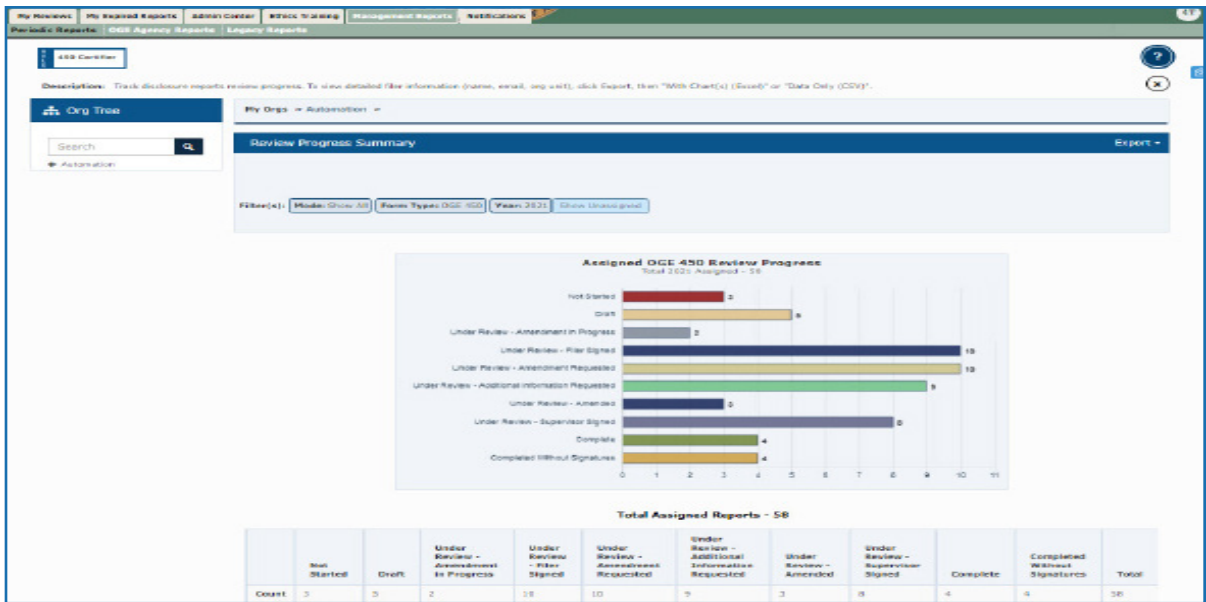 My Reviews My Expired Reports Admin Center Ethics Training Management Reports Notifications
Periodic Reports OGE Agency Reports Legacy Reports
450 Certifier
?
Description: Track disclosure reports review progress. To view detailed filer information (name, email, org unit), click Export, then "With Chart(s) (Excel)" or "Data Only (CSV)".
Org Tree
My Orgs Automation
Search
Automation
Review Progress Summary Export
Filter(s): Mode: Show All Form Type: OGE 450 Year: 2021 Show Unassigned
Assigned OGE 450 Review Progress
Total 2021 Assigned - 58
Not Started 3
Draft 5
Under Review - Amendment In Progress 2
Under Review - Filer Signed 10
Under Review - Amendment Requested 10
Under Review - Additional Information Requested 9
Under Review - Amended 3
Under Review - Supervisor Signed 8
Complete 4
Completed Without Signatures 4
0 1 2 3 4 5 6 7 8 9 10 11
Total Assigned Reports - 58
Not Started Draft Under Review - Amendment In Progress Under Review - Filer Signed Under Review - Amendment Requested Under Review - Additional Information Requested Under Review - Amended Under Review - Supervisor Signed Complete Completed Without Signatures Total
Count 3 5 2 10 10 9 3 8 4 4 58